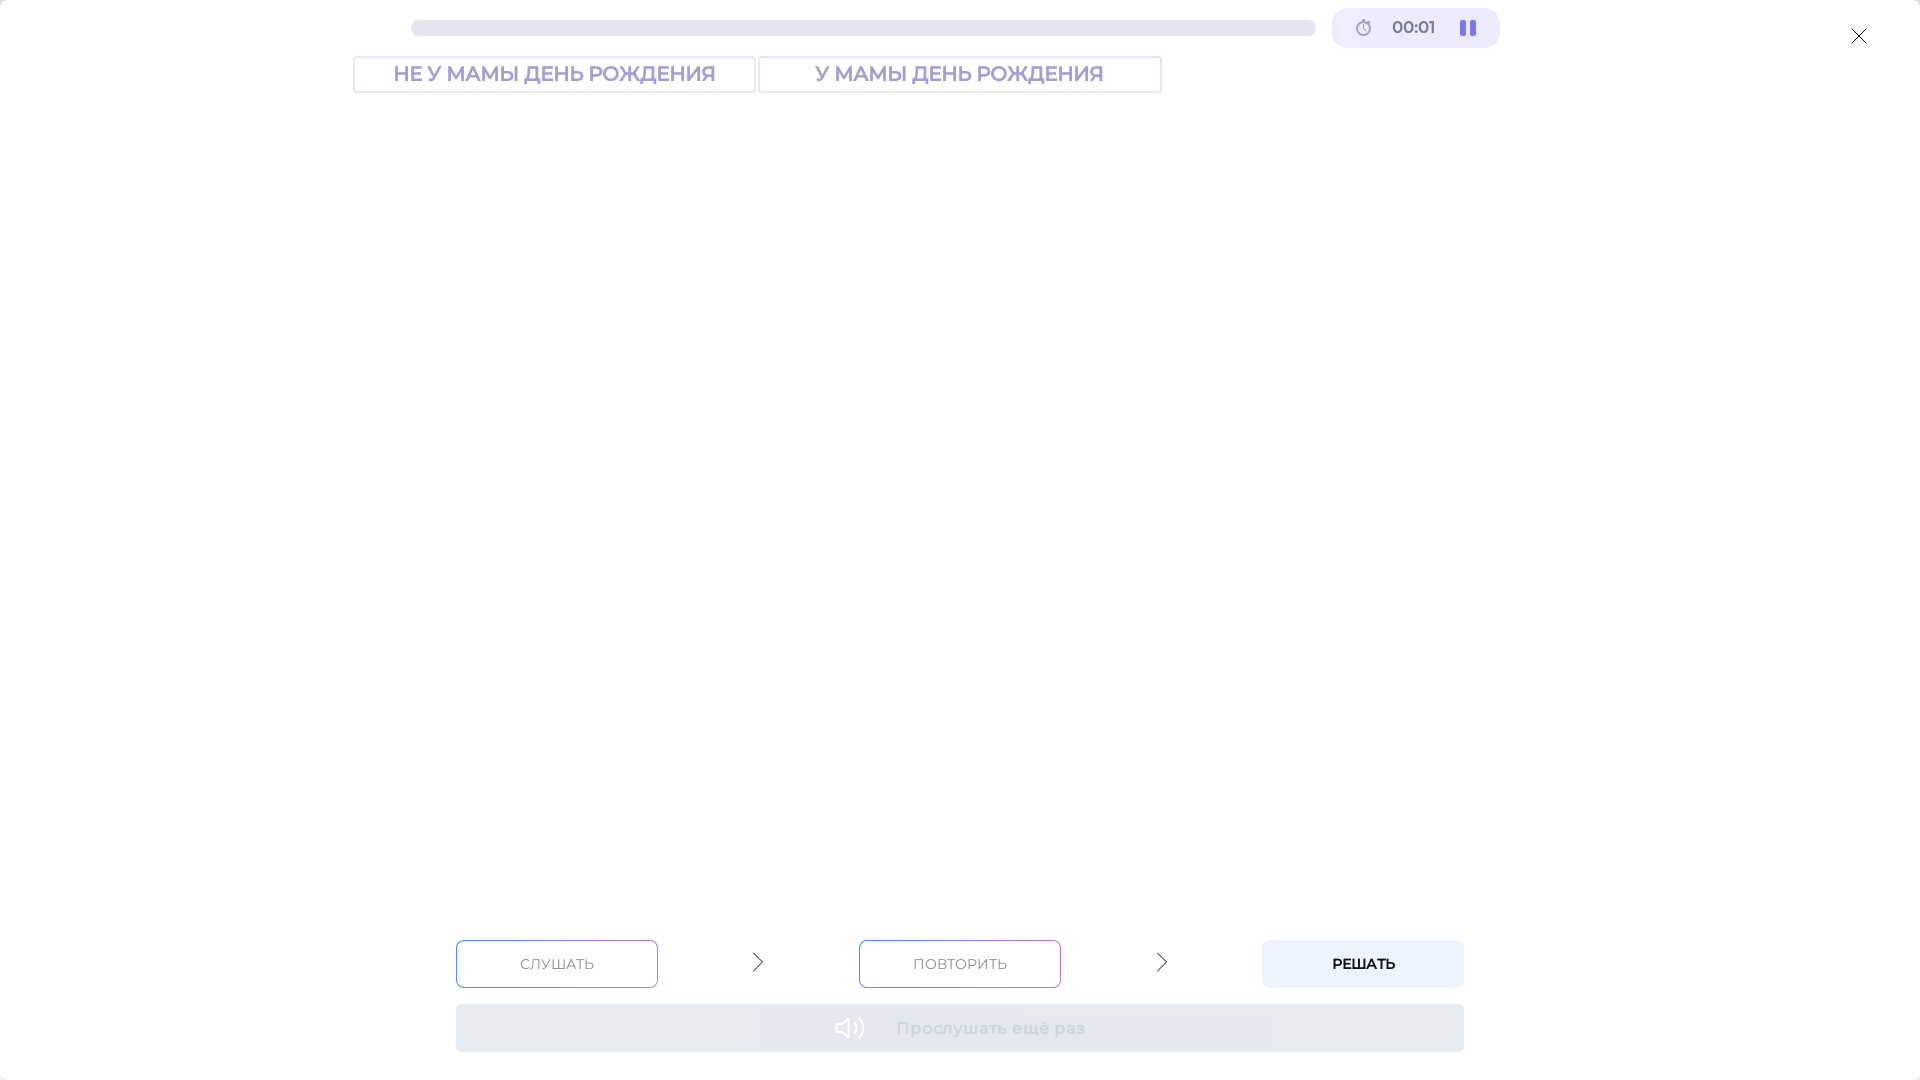 00:01
НЕ У МАМЫ ДЕНЬ РОЖДЕНИЯ
У МАМЫ ДЕНЬ РОЖДЕНИЯ
СЛУШАТЬ
ПОВТОРИТЬ
РЕШАТЬ
Прослушать ещё раз